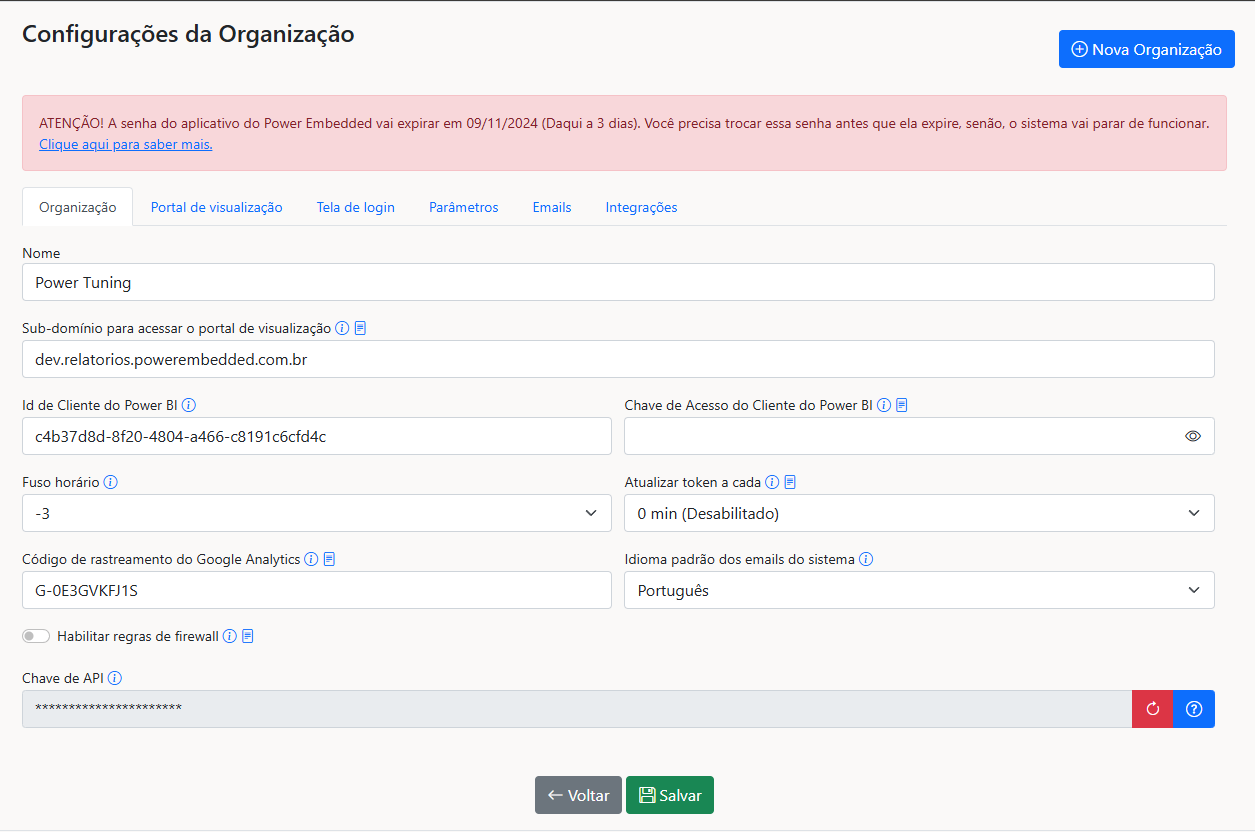 Configurações da Organização
Nova Organização
ATENÇÃO! A senha do aplicativo do Power Embedded vai expirar em 09/11/2024 (Daqui a 3 dias). Você precisa trocar essa senha antes que ela expire, senão, o sistema vai parar de funcionar.
Clique aqui para saber mais.
Organização
Portal de visualização
Tela de login
Parâmetros
Emails
Integrações
Nome
Power Tuning
Sub-domínio para acessar o portal de visualização
dev.relatorios.powerembedded.com.br
Id de Cliente do Power BI
Chave de Acesso do Cliente do Power BI
c4b37d8d-8f20-4804-a466-c8191c6cfd4c
Fuso horário
Atualizar token a cada
-3
0 min (Desabilitado)
Código de rastreamento do Google Analytics
Idioma padrão dos emails do sistema
G-0E3GVKFJ1S
Português
Habilitar regras de firewall
Chave de API
**********************
Voltar
Salvar